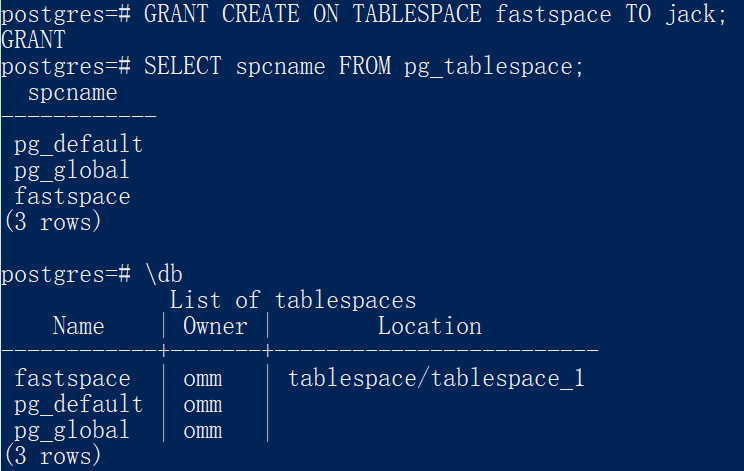 postgres=# GRANT CREATE ON TABLESPACE fastspace TO jack;
GRANT
postgres=# SELECT spcname FROM pg_tablespace;
  spcname
------------
 pg_default
 pg_global
 fastspace
(3 rows)

postgres=# \db
             List of tablespaces
    Name    | Owner |        Location
------------+-------+-------------------------
 fastspace  | omm   | tablespace/tablespace_1
 pg_default | omm   |
 pg_global  | omm   |
(3 rows)